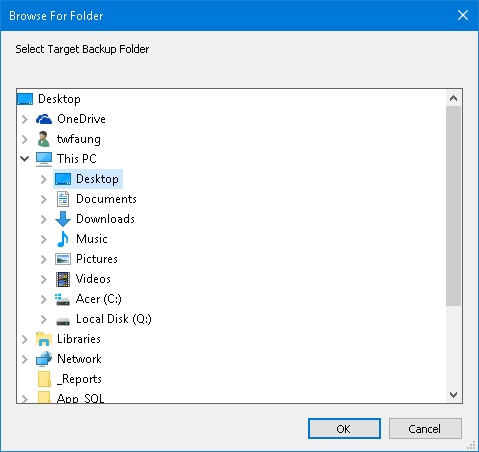 Browse For Folder
Select Target Backup Folder
Desktop
OneDrive
twfaung
This PC
Desktop
Documents
Downloads
Music
Pictures
Videos
Acer (C:)
Local Disk (Q:)
Libraries
Network
_Reports
App_SQL
OK
Cancel